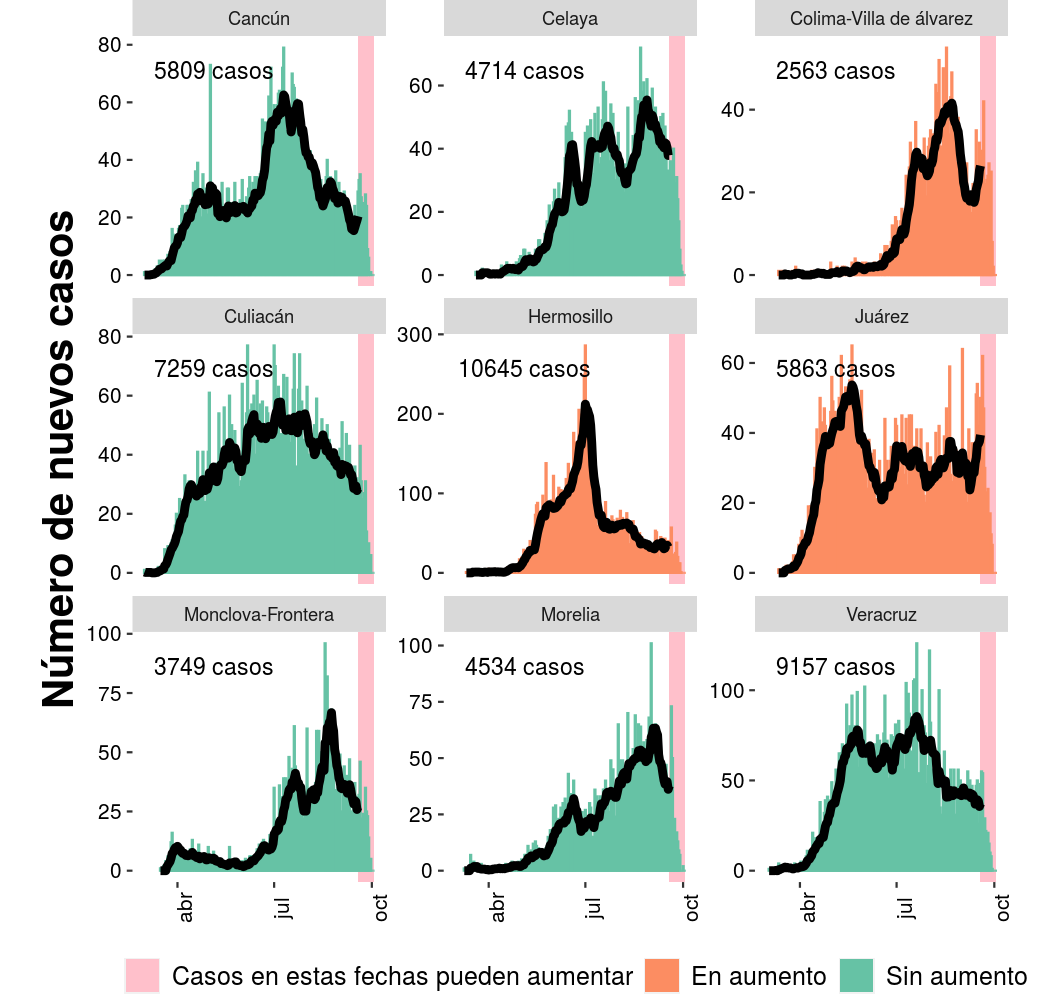 Número de nuevos casos
Cancún
Celaya
Colima-Villa de álvarez
5809 casos
4714 casos
2563 casos
80
60
40
20
0
60
40
20
0
40
20
0
Culiacán
Hermosillo
Juárez
7259 casos
10645 casos
5863 casos
80
60
40
20
0
300
200
100
0
60
40
20
0
Monclova-Frontera
Morelia
Veracruz
3749 casos
4534 casos
9157 casos
100
75
50
25
0
100
75
50
25
0
100
50
0
abr
jul
oct
abr
jul
oct
abr
jul
oct
Casos en estas fechas pueden aumentar
En aumento
Sin aumento